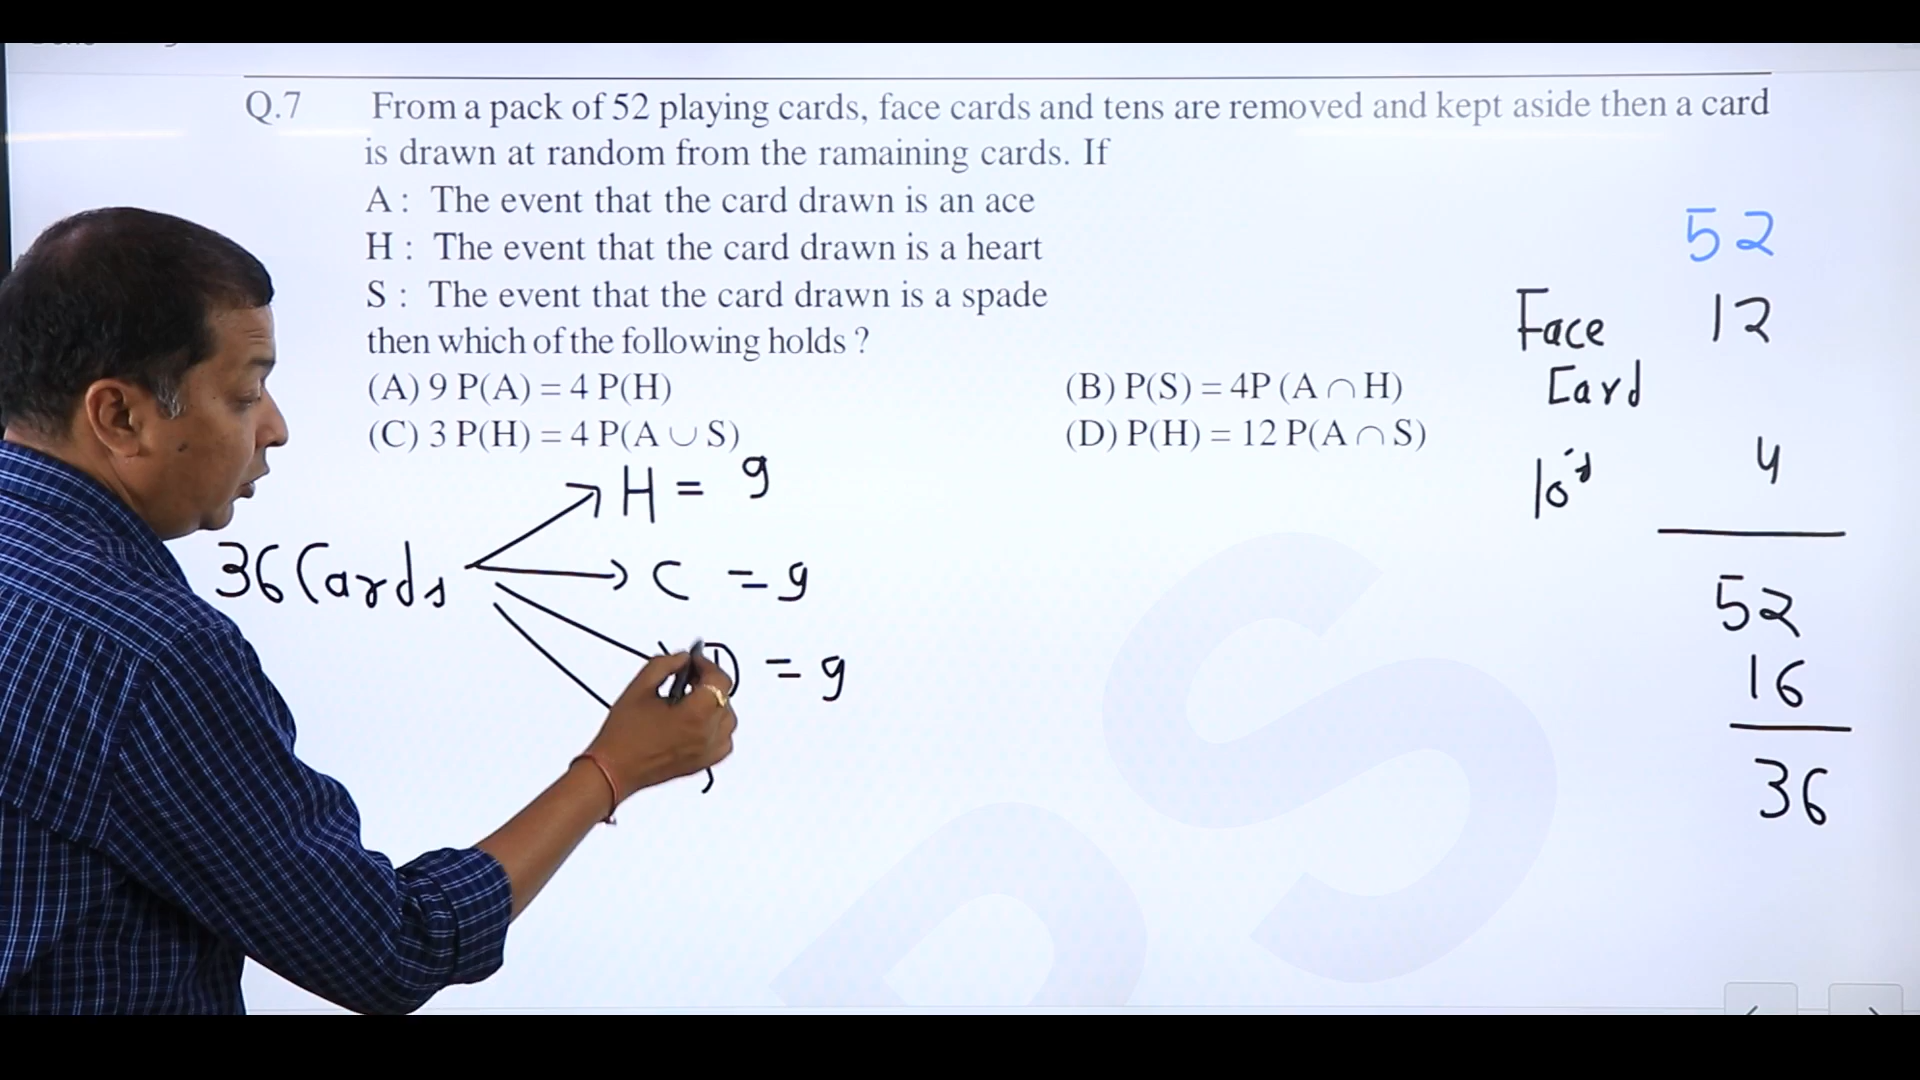 Q.7 From a pack of 52 playing cards, face cards and tens are removed and kept aside then a card
is drawn at random from the ramaining cards. If
A : The event that the card drawn is an ace
H : The event that the card drawn is a heart
S : The event that the card drawn is a spade
then which of the following holds ?
(A) 9 P(A) = 4 P(H) (B) P(S) = 4P (A ∩ H)
(C) 3 P(H) = 4 P(A ∪ S) (D) P(H) = 12 P(A ∩ S)
36 Cards
H = 9
C = 9
D = 9
52
Face 12
Card
10's 4
52
16
36
PS